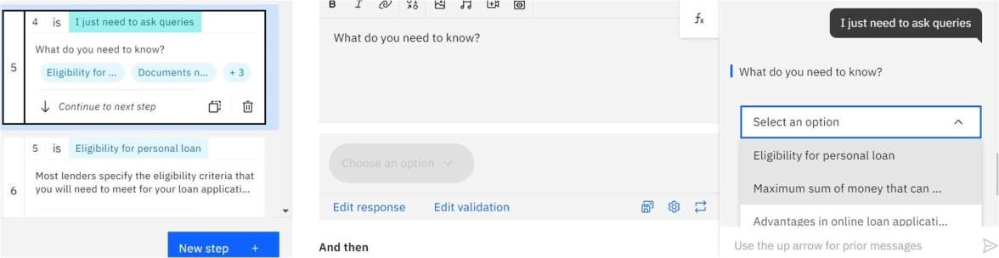 4 is I just need to ask queries
5
What do you need to know?
Eligibility for ... Documents n... + 3
Continue to next step
5 is Eligibility for personal loan
6
Most lenders specify the eligibility criteria that
you will need to meet for your loan applicati...
New step +
B I
fx
What do you need to know?
Choose an option
Edit response Edit validation
And then
I just need to ask queries
What do you need to know?
Select an option
Eligibility for personal loan
Maximum sum of money that can ...
Advantages in online loan applicati...
Use the up arrow for prior messages